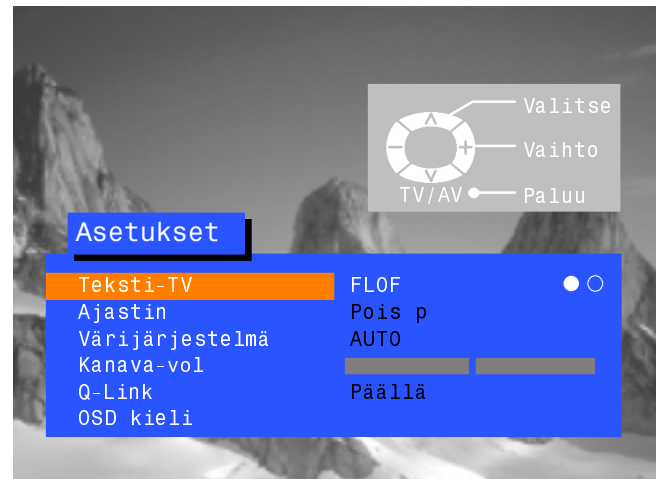 Valitse
Vaihto
TV/AV Paluu
Asetukset
Teksti-TV FLOF
Ajastin Pois p
Värijärjestelmä AUTO
Kanava-vol
Q-Link Päällä
OSD kieli